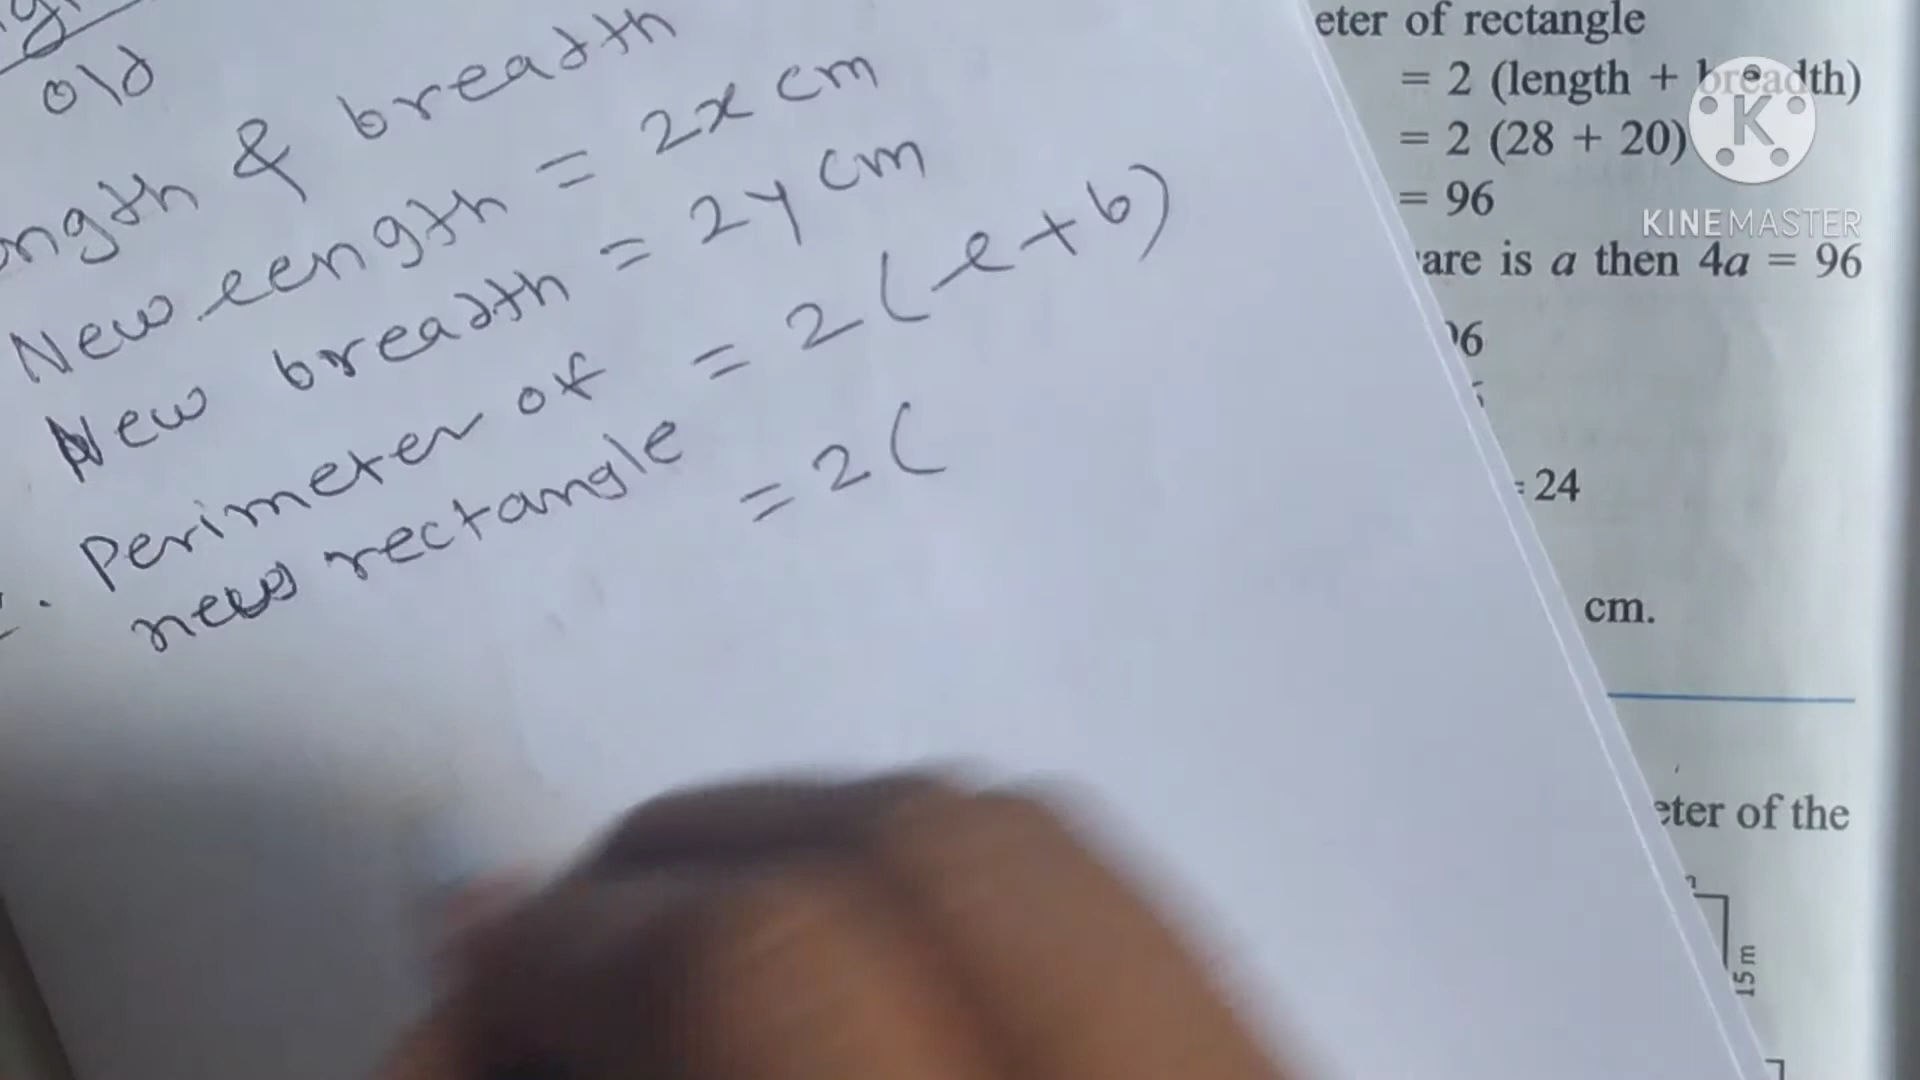 old
ngth & breadth
New length = 2x cm
New breadth = 2y cm
Perimeter of = 2(l+b)
new rectangle
= 2(
eter of rectangle
= 2 (length + breadth)
= 2 (28 + 20)
= 96
are is a then 4a = 96
96
= 24
cm.
eter of the
15 m
K
KINEMASTER